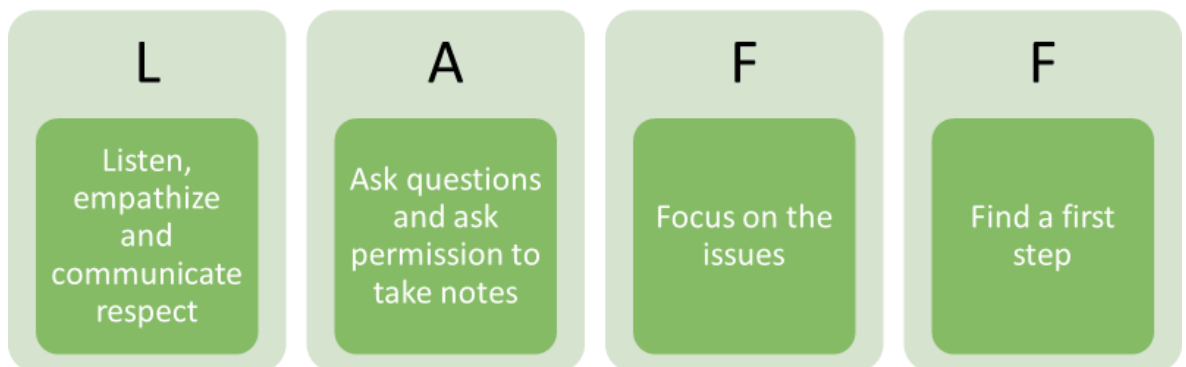 L
Listen,
empathize
and
communicate
respect
A
Ask questions
and ask
permission to
take notes
F
Focus on the
issues
F
Find a first
step